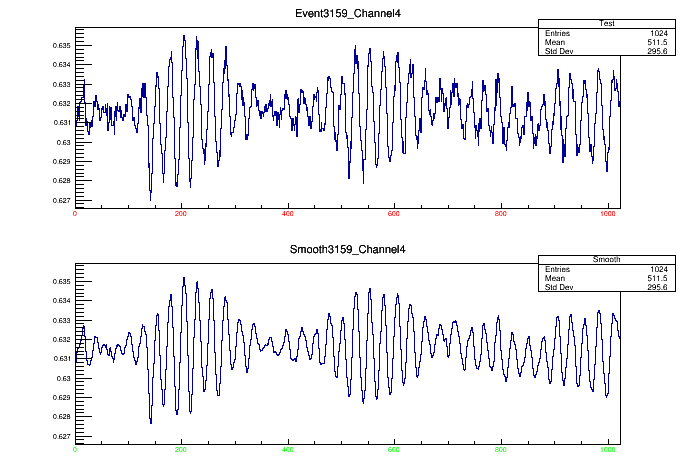 Event3159_Channel4
Test
Entries 1024
Mean 511.5
Std Dev 295.6
0.635
0.634
0.633
0.632
0.631
0.63
0.629
0.628
0.627
0 200 400 600 800 1000
Smooth3159_Channel4
Smooth
Entries 1024
Mean 511.5
Std Dev 295.6
0.635
0.634
0.633
0.632
0.631
0.63
0.629
0.628
0.627
0 200 400 600 800 1000